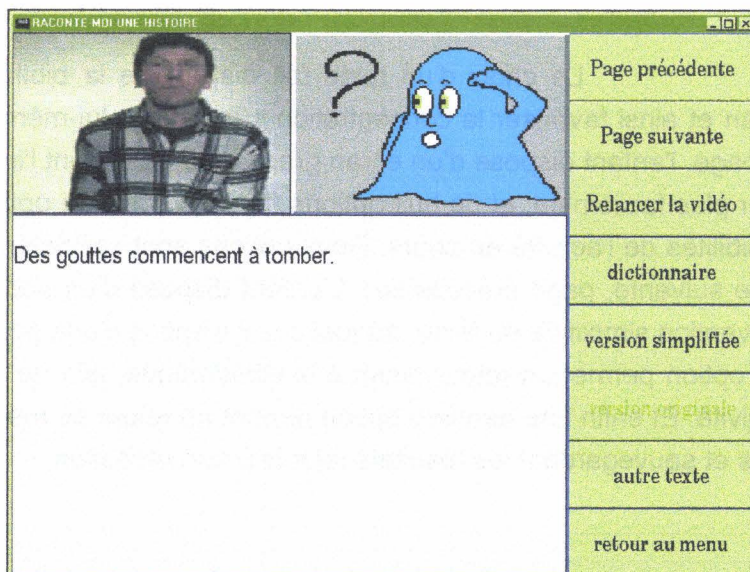 RACONTE MOI UNE HISTOIRE
?
Page précédente
Page suivante
Relancer la vidéo
dictionnaire
version simplifiée
version originale
autre texte
retour au menu
Des gouttes commencent à tomber.